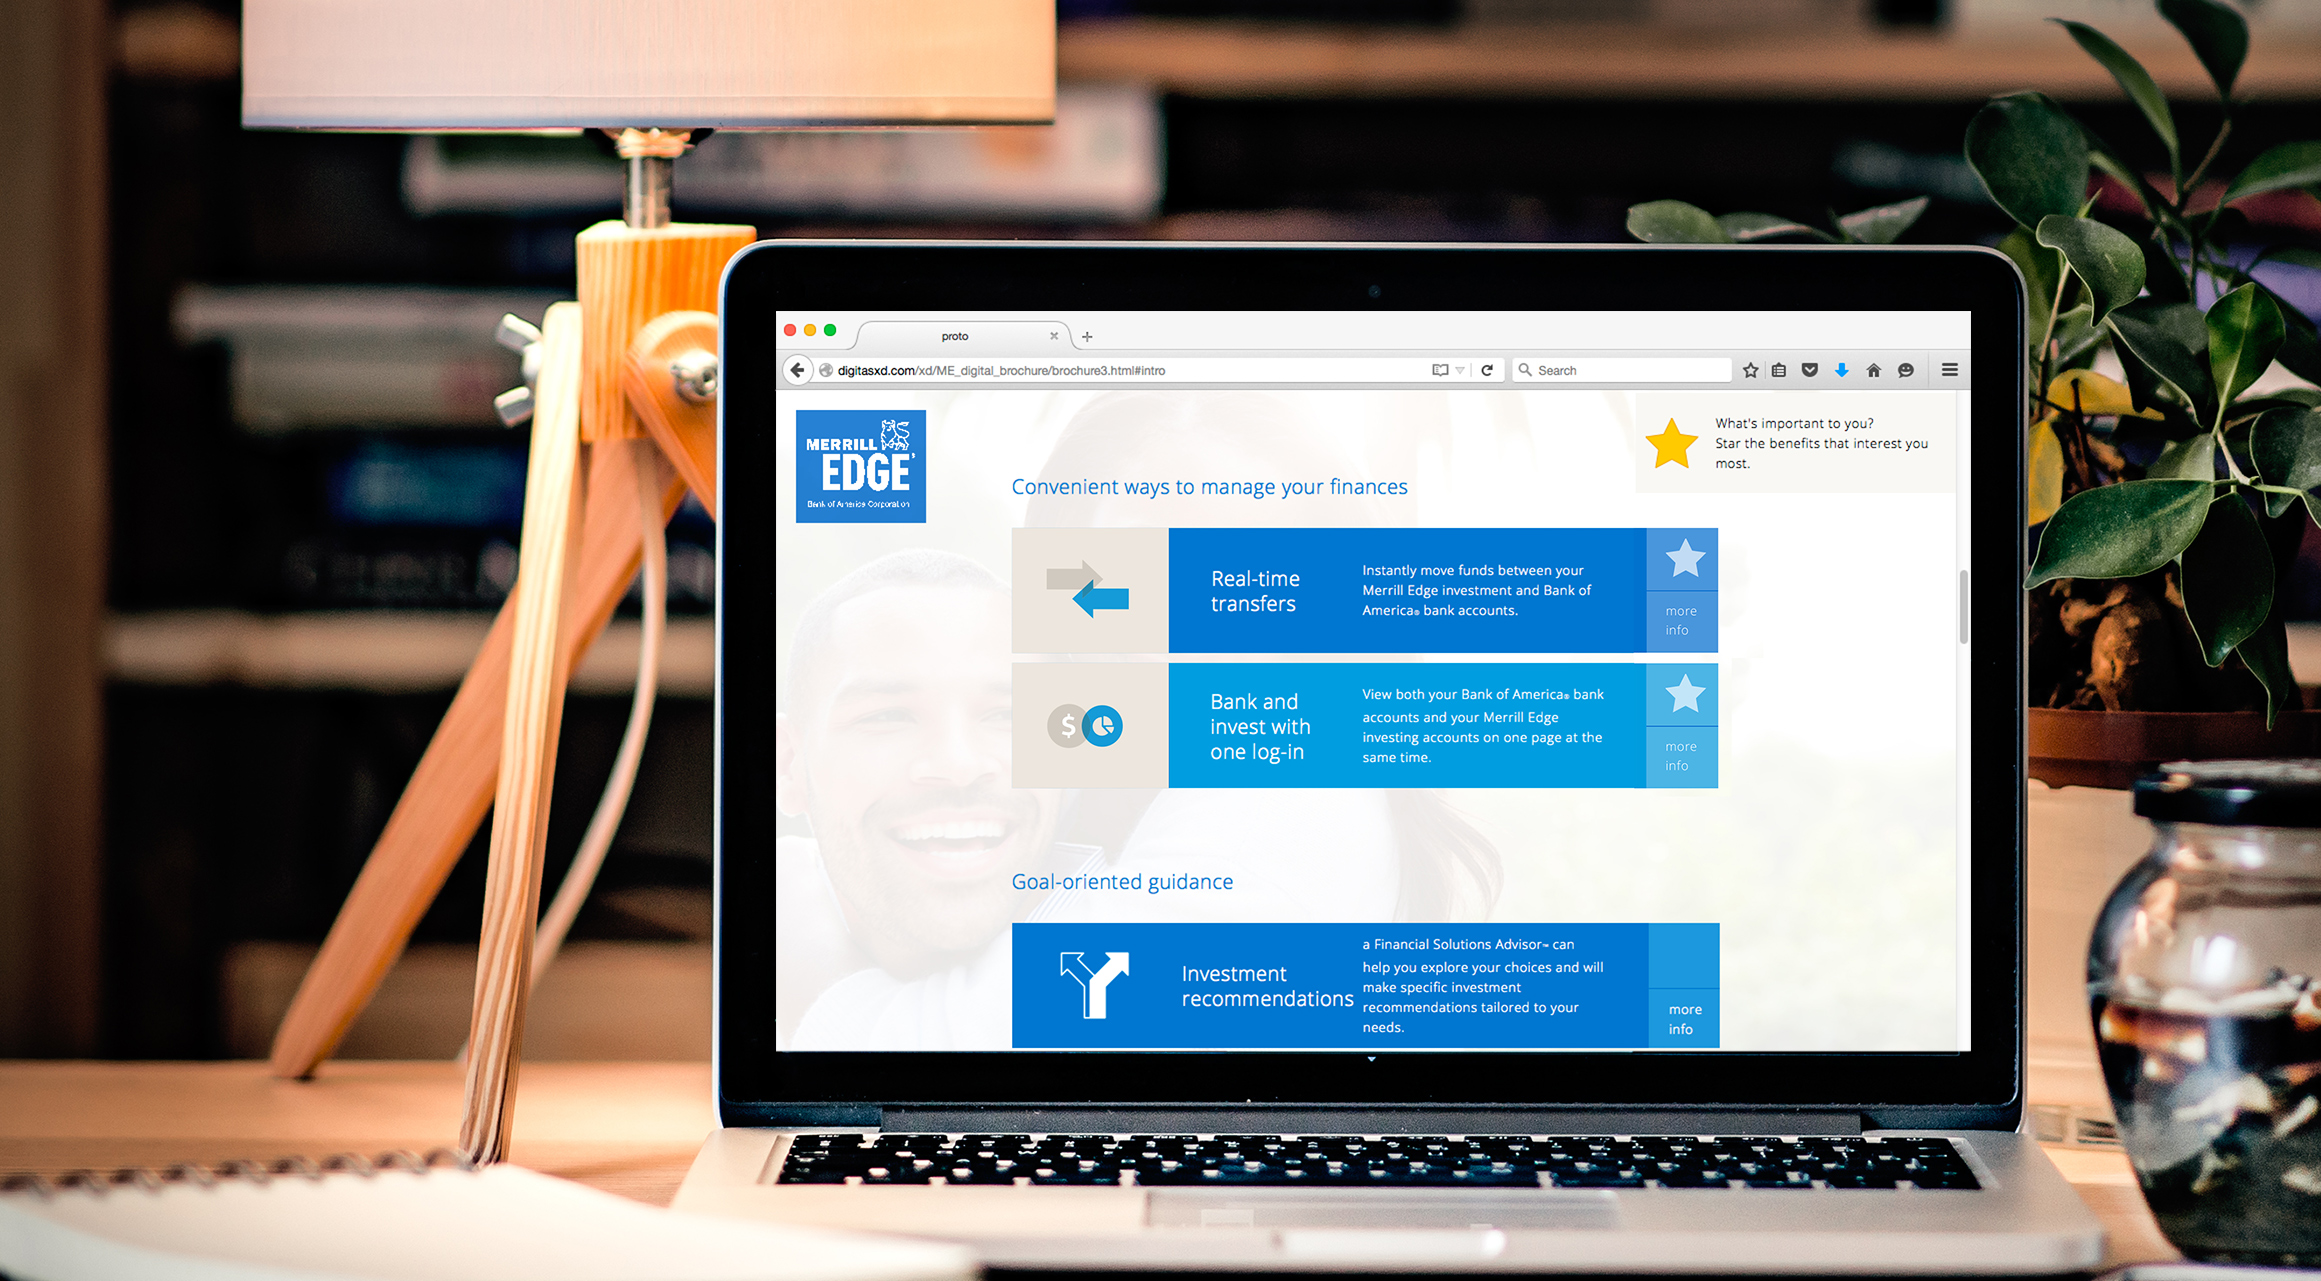 proto
digitasxd.com/xd/ME_digital_brochure/brochure3.html#intro
Search
MERRILL
EDGE
Bank of America Corporation
What's important to you?
Star the benefits that interest you
most.
Convenient ways to manage your finances
Real-time
transfers
Instantly move funds between your
Merrill Edge investment and Bank of
America® bank accounts.
more
info
Bank and
invest with
one log-in
View both your Bank of America® bank
accounts and your Merrill Edge
investing accounts on one page at the
same time.
more
info
Goal-oriented guidance
Investment
recommendations
a Financial Solutions Advisor™ can
help you explore your choices and will
make specific investment
recommendations tailored to your
needs.
more
info